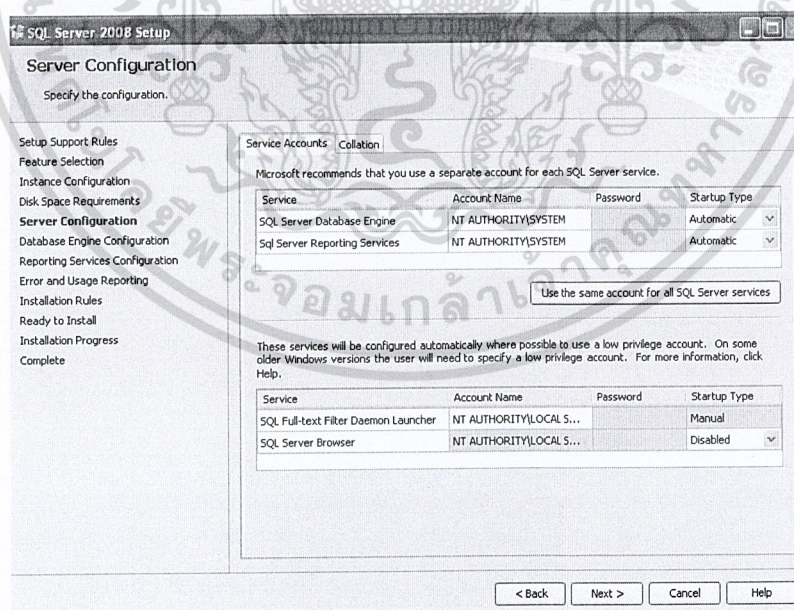 SQL Server 2008 Setup
Server Configuration
Specify the configuration.
Setup Support Rules
Feature Selection
Instance Configuration
Disk Space Requirements
Server Configuration
Database Engine Configuration
Reporting Services Configuration
Error and Usage Reporting
Installation Rules
Ready to Install
Installation Progress
Complete
Service Accounts Collation
Microsoft recommends that you use a separate account for each SQL Server service.
Service Account Name Password Startup Type
SQL Server Database Engine NT AUTHORITY\SYSTEM Automatic
Sql Server Reporting Services NT AUTHORITY\SYSTEM Automatic
Use the same account for all SQL Server services
These services will be configured automatically where possible to use a low privilege account. On some
older Windows versions the user will need to specify a low privilege account. For more information, click
Help.
Service Account Name Password Startup Type
SQL Full-text Filter Daemon Launcher NT AUTHORITY\LOCAL S... Manual
SQL Server Browser NT AUTHORITY\LOCAL S... Disabled
< Back Next > Cancel Help